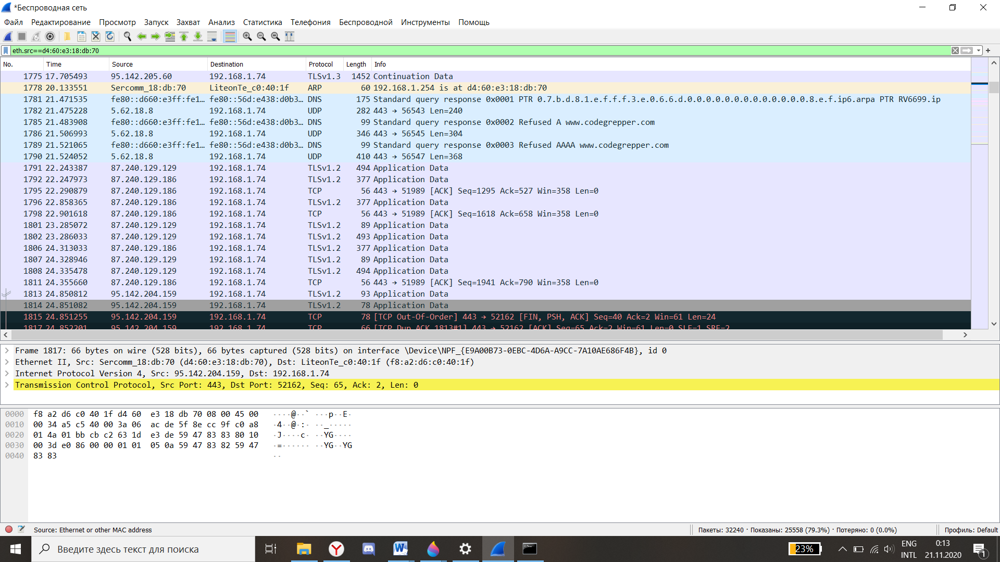 *Беспроводная сеть
Файл Редактирование Просмотр Запуск Захват Анализ Статистика Телефония Беспроводной Инструменты Помощь
eth.src==d4:60:e3:18:db:70
No. Time Source Destination Protocol Length Info
1775 17.705493 95.142.205.60 192.168.1.74 TLSv1.3 1452 Continuation Data
1778 20.133551 Sercomm_18:db:70 LiteonTe_c0:40:1f ARP 60 192.168.1.254 is at d4:60:e3:18:db:70
1781 21.471535 fe80::d660:e3ff:fe1… fe80::56d:e438:d0b3… DNS 175 Standard query response 0x0001 PTR 0.7.b.d.8.1.e.f.f.f.3.e.0.6.6.d.0.0.0.0.0.0.0.0.0.0.0.0.0.8.e.f.ip6.arpa PTR RV6699.ip
1782 21.475228 5.62.18.8 192.168.1.74 UDP 282 443 → 56543 Len=240
1785 21.483908 fe80::d660:e3ff:fe1… fe80::56d:e438:d0b3… DNS 99 Standard query response 0x0002 Refused A www.codegrepper.com
1786 21.506993 5.62.18.8 192.168.1.74 UDP 346 443 → 56545 Len=304
1789 21.521065 fe80::d660:e3ff:fe1… fe80::56d:e438:d0b3… DNS 99 Standard query response 0x0003 Refused AAAA www.codegrepper.com
1790 21.524052 5.62.18.8 192.168.1.74 UDP 410 443 → 56547 Len=368
1791 22.243387 87.240.129.129 192.168.1.74 TLSv1.2 494 Application Data
1792 22.247973 87.240.129.186 192.168.1.74 TLSv1.2 377 Application Data
1795 22.290879 87.240.129.186 192.168.1.74 TCP 56 443 → 51989 [ACK] Seq=1295 Ack=527 Win=358 Len=0
1796 22.858365 87.240.129.186 192.168.1.74 TLSv1.2 377 Application Data
1798 22.901618 87.240.129.186 192.168.1.74 TCP 56 443 → 51989 [ACK] Seq=1618 Ack=658 Win=358 Len=0
1801 23.285072 87.240.129.129 192.168.1.74 TLSv1.2 89 Application Data
1802 23.286033 87.240.129.129 192.168.1.74 TLSv1.2 493 Application Data
1806 24.313033 87.240.129.186 192.168.1.74 TLSv1.2 377 Application Data
1807 24.328946 87.240.129.129 192.168.1.74 TLSv1.2 89 Application Data
1808 24.335478 87.240.129.129 192.168.1.74 TLSv1.2 494 Application Data
1811 24.355660 87.240.129.186 192.168.1.74 TCP 56 443 → 51989 [ACK] Seq=1941 Ack=790 Win=358 Len=0
1813 24.850812 95.142.204.159 192.168.1.74 TLSv1.2 93 Application Data
1814 24.851082 95.142.204.159 192.168.1.74 TLSv1.2 78 Application Data
1815 24.851255 95.142.204.159 192.168.1.74 TCP 78 [TCP Out-Of-Order] 443 → 52162 [FIN, PSH, ACK] Seq=40 Ack=2 Win=61 Len=24
1817 24.852201 95.142.204.159 192.168.1.74 TCP 66 [TCP Dup ACK 1813#1] 443 → 52162 [ACK] Seq=65 Ack=2 Win=61 Len=0 SLE=1 SRE=2
Frame 1817: 66 bytes on wire (528 bits), 66 bytes captured (528 bits) on interface \Device\NPF_{E9A00B73-0EBC-4D6A-A9CC-7A10AE686F4B}, id 0
Ethernet II, Src: Sercomm_18:db:70 (d4:60:e3:18:db:70), Dst: LiteonTe_c0:40:1f (f8:a2:d6:c0:40:1f)
Internet Protocol Version 4, Src: 95.142.204.159, Dst: 192.168.1.74
Transmission Control Protocol, Src Port: 443, Dst Port: 52162, Seq: 65, Ack: 2, Len: 0
0000 f8 a2 d6 c0 40 1f d4 60 e3 18 db 70 08 00 45 00 ····@··` ···p··E·
0010 00 34 a5 c5 40 00 3a 06 ac de 5f 8e cc 9f c0 a8 ·4··@·:· ··_·····
0020 01 4a 01 bb cb c2 63 1d e3 de 59 47 83 83 80 10 ·J····c· ··YG····
0030 00 3d e0 86 00 00 01 01 05 0a 59 47 83 82 59 47 ·=······ ··YG··YG
0040 83 83 ··
Source: Ethernet or other MAC address
Пакеты: 32240 · Показаны: 25558 (79.3%) · Потеряно: 0 (0.0%)
Профиль: Default
Введите здесь текст для поиска
23%
ENG
INTL
0:13
21.11.2020
1